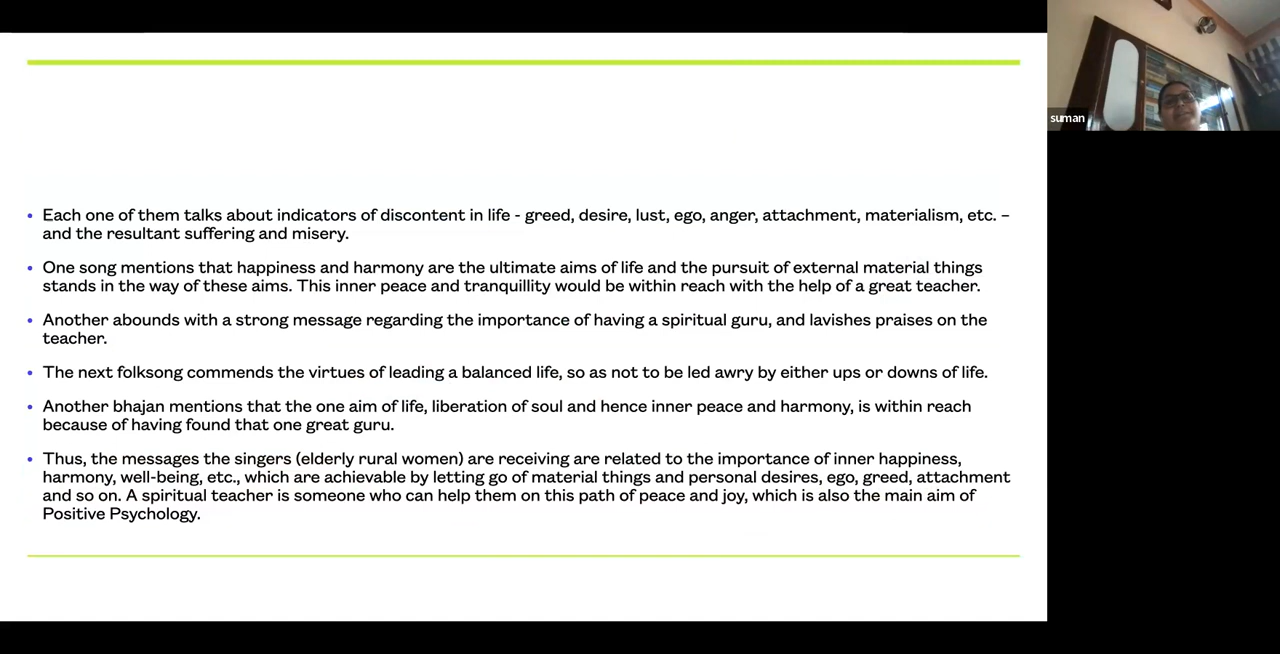 • Each one of them talks about indicators of discontent in life - greed, desire, lust, ego, anger, attachment, materialism, etc. –
and the resultant suffering and misery.
• One song mentions that happiness and harmony are the ultimate aims of life and the pursuit of external material things
stands in the way of these aims. This inner peace and tranquillity would be within reach with the help of a great teacher.
• Another abounds with a strong message regarding the importance of having a spiritual guru, and lavishes praises on the
teacher.
• The next folksong commends the virtues of leading a balanced life, so as not to be led awry by either ups or downs of life.
• Another bhajan mentions that the one aim of life, liberation of soul and hence inner peace and harmony, is within reach
because of having found that one great guru.
• Thus, the messages the singers (elderly rural women) are receiving are related to the importance of inner happiness,
harmony, well-being, etc., which are achievable by letting go of material things and personal desires, ego, greed, attachment
and so on. A spiritual teacher is someone who can help them on this path of peace and joy, which is also the main aim of
Positive Psychology.
suman